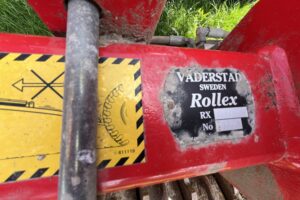 VÄDERSTAD
SWEDEN
Rollex
RX
No